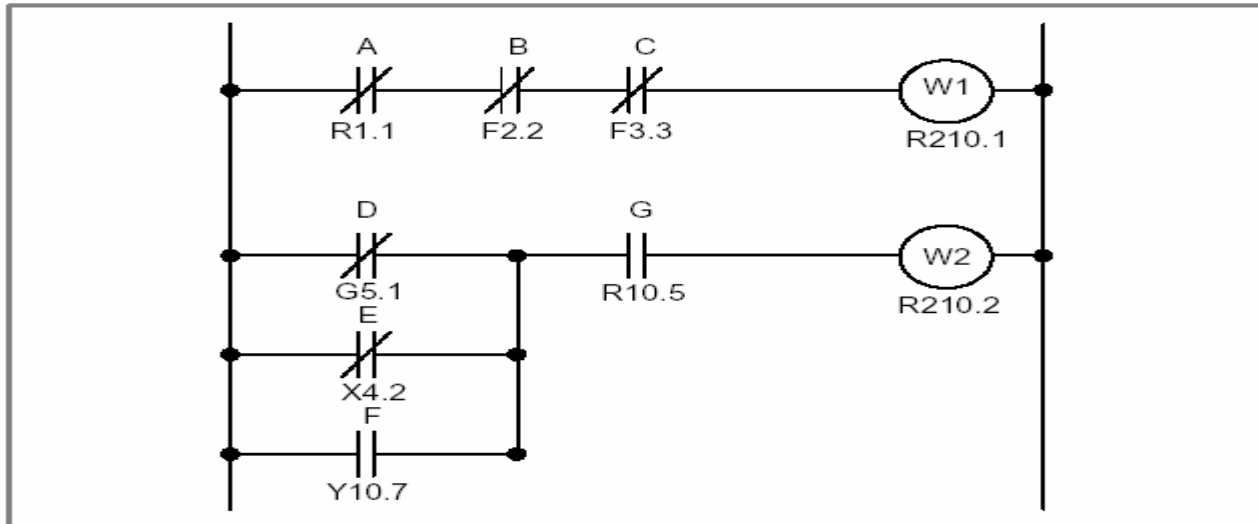 A B C
W1
R1.1 F2.2 F3.3
R210.1
D G
W2
G5.1 R10.5
R210.2
E
X4.2
F
Y10.7